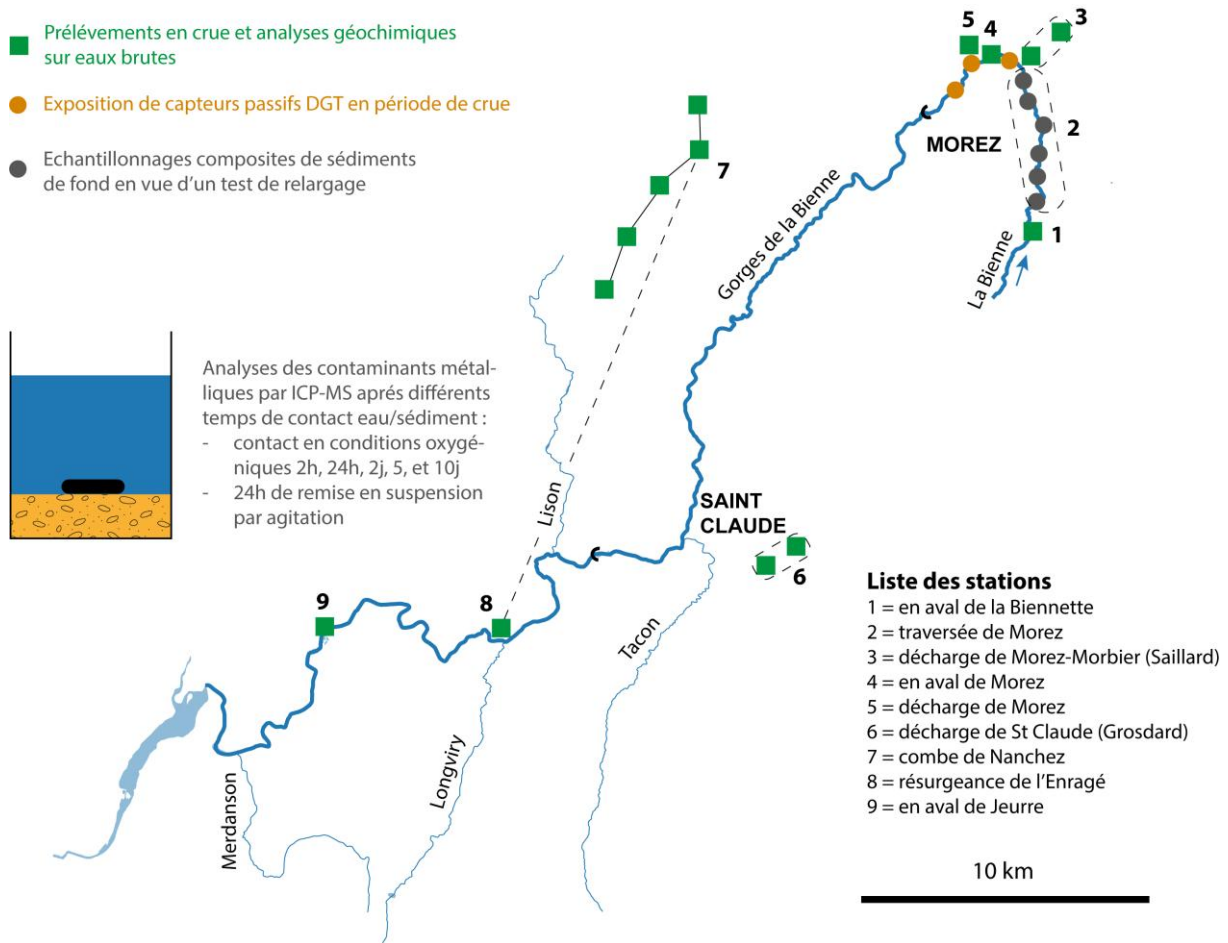 Prélévements en crue et analyses géochimiques
sur eaux brutes
Exposition de capteurs passifs DGT en période de crue
Echantillonnages composites de sédiments
de fond en vue d'un test de relargage
5
4
3
2
MOREZ
1
La Bienne
7
Gorges de la Bienne
Analyses des contaminants métal-
liques par ICP-MS aprés différents
temps de contact eau/sédiment :
- contact en conditions oxygé-
niques 2h, 24h, 2j, 5, et 10j
- 24h de remise en suspension
par agitation
Lison
SAINT
CLAUDE
6
9
8
Tacon
Longviry
Merdanson
Liste des stations
1 = en aval de la Biennette
2 = traversée de Morez
3 = décharge de Morez-Morbier (Saillard)
4 = en aval de Morez
5 = décharge de Morez
6 = décharge de St Claude (Grosdard)
7 = combe de Nanchez
8 = résurgeance de l'Enragé
9 = en aval de Jeurre
10 km